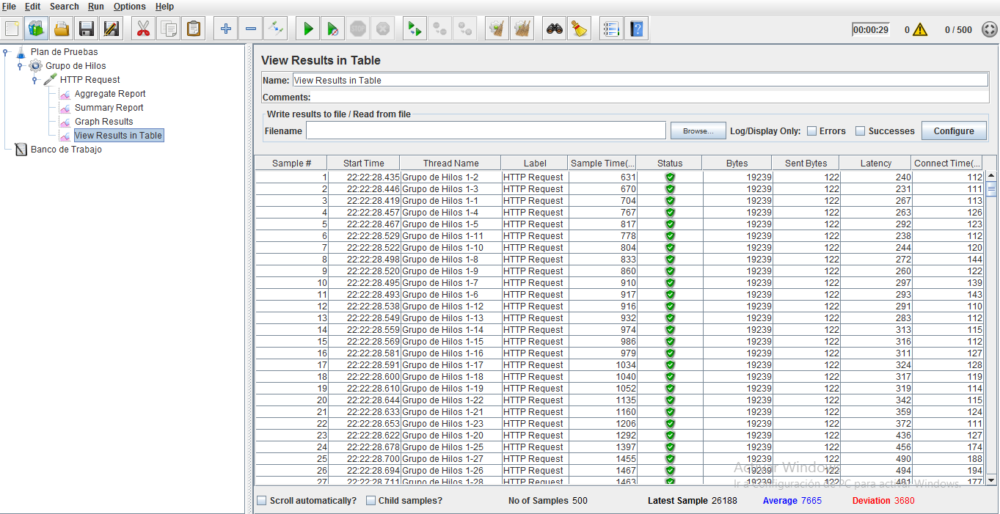 File Edit Search Run Options Help
00:00:29 0 0 / 500
Plan de Pruebas
Grupo de Hilos
HTTP Request
Aggregate Report
Summary Report
Graph Results
View Results in Table
Banco de Trabajo
View Results in Table
Name: View Results in Table
Comments:
Write results to file / Read from file
Filename Browse... Log/Display Only: Errors Successes Configure
Sample # Start Time Thread Name Label Sample Time(... Status Bytes Sent Bytes Latency Connect Time(...
1 22:22:28.435 Grupo de Hilos 1-2 HTTP Request 631 19239 122 240 112
2 22:22:28.446 Grupo de Hilos 1-3 HTTP Request 670 19239 122 231 111
3 22:22:28.419 Grupo de Hilos 1-1 HTTP Request 704 19239 122 267 113
4 22:22:28.457 Grupo de Hilos 1-4 HTTP Request 767 19239 122 263 126
5 22:22:28.467 Grupo de Hilos 1-5 HTTP Request 817 19239 122 292 123
6 22:22:28.529 Grupo de Hilos 1-11 HTTP Request 778 19239 122 238 112
7 22:22:28.522 Grupo de Hilos 1-10 HTTP Request 804 19239 122 244 120
8 22:22:28.498 Grupo de Hilos 1-8 HTTP Request 833 19239 122 272 144
9 22:22:28.520 Grupo de Hilos 1-9 HTTP Request 860 19239 122 260 122
10 22:22:28.495 Grupo de Hilos 1-7 HTTP Request 910 19239 122 297 139
11 22:22:28.493 Grupo de Hilos 1-6 HTTP Request 917 19239 122 293 143
12 22:22:28.538 Grupo de Hilos 1-12 HTTP Request 916 19239 122 291 110
13 22:22:28.549 Grupo de Hilos 1-13 HTTP Request 932 19239 122 283 112
14 22:22:28.559 Grupo de Hilos 1-14 HTTP Request 974 19239 122 313 115
15 22:22:28.569 Grupo de Hilos 1-15 HTTP Request 986 19239 122 316 112
16 22:22:28.581 Grupo de Hilos 1-16 HTTP Request 979 19239 122 311 127
17 22:22:28.591 Grupo de Hilos 1-17 HTTP Request 1034 19239 122 324 128
18 22:22:28.600 Grupo de Hilos 1-18 HTTP Request 1040 19239 122 317 119
19 22:22:28.610 Grupo de Hilos 1-19 HTTP Request 1052 19239 122 319 114
20 22:22:28.644 Grupo de Hilos 1-22 HTTP Request 1135 19239 122 342 115
21 22:22:28.633 Grupo de Hilos 1-21 HTTP Request 1160 19239 122 359 124
22 22:22:28.653 Grupo de Hilos 1-23 HTTP Request 1206 19239 122 372 111
23 22:22:28.622 Grupo de Hilos 1-20 HTTP Request 1292 19239 122 436 127
24 22:22:28.678 Grupo de Hilos 1-25 HTTP Request 1397 19239 122 456 174
25 22:22:28.700 Grupo de Hilos 1-27 HTTP Request 1455 19239 122 490 188
26 22:22:28.694 Grupo de Hilos 1-26 HTTP Request 1467 19239 122 494 194
27 22:22:28.711 Grupo de Hilos 1-28 HTTP Request 1463 19239 122 481 177
Activar Windows
Ir a Configuración de PC para activar Windows.
Scroll automatically? Child samples? No of Samples 500 Latest Sample 26188 Average 7665 Deviation 3680